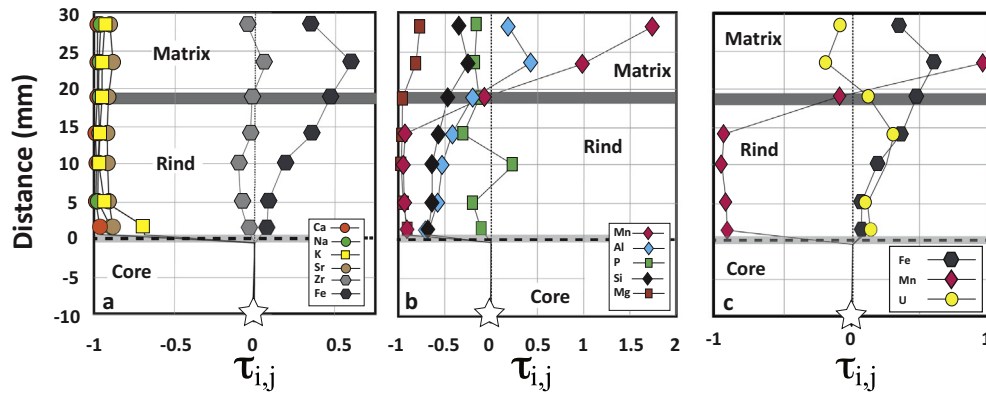 Distance (mm)
30
25
20
15
10
5
0
-5
-10
Matrix
Rind
Core
a
Ca
Na
K
Sr
Zr
Fe
-1
-0.5
0
0.5
τi,j
Matrix
Rind
Core
b
Mn
Al
P
Si
Mg
-1
-0.5
0
0.5
1
1.5
2
τi,j
Matrix
Rind
Core
c
Fe
Mn
U
-1
0
1
τi,j